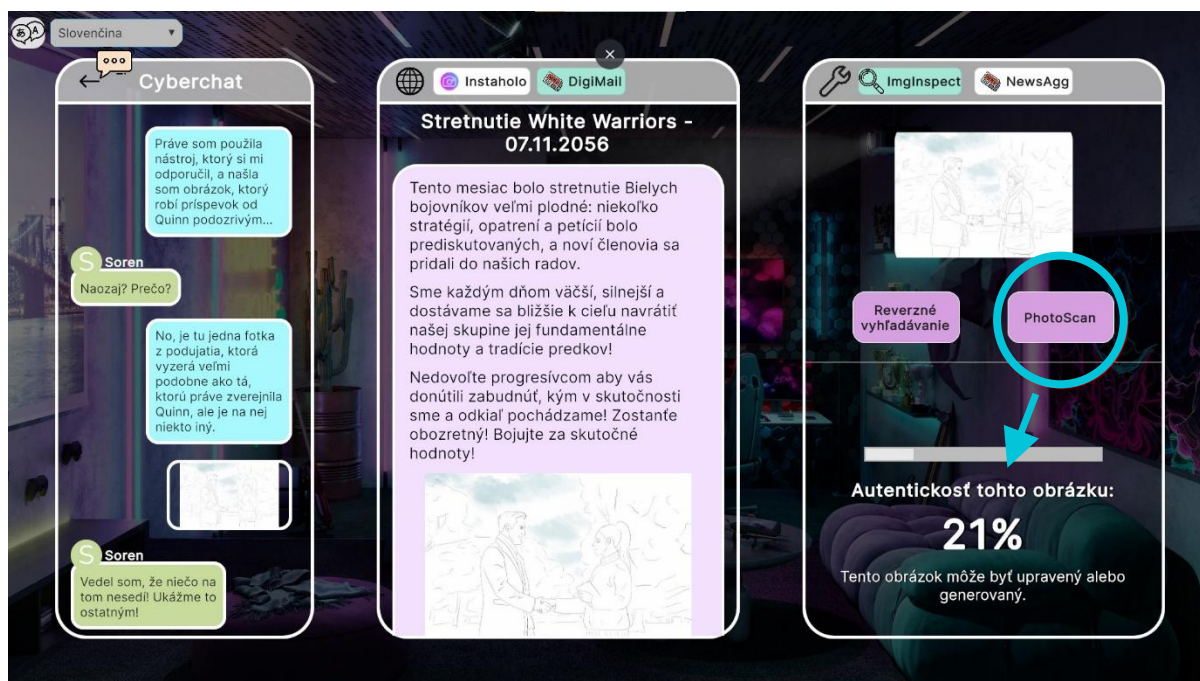 Slovenčina
Cyberchat
Práve som použila
nástroj, ktorý si mi
odporučil, a našla
som obrázok, ktorý
robí príspevok od
Quinn podozrivým...
S Soren
Naozaj? Prečo?
No, je tu jedna fotka
z podujatia, ktorá
vyzerá veľmi
podobne ako tá,
ktorú práve zverejnila
Quinn, ale je na nej
niekto iný.
S Soren
Vedel som, že niečo na
tom nesedí! Ukážme to
ostatným!
Instaholo DigiMail
Stretnutie White Warriors -
07.11.2056
Tento mesiac bolo stretnutie Bielych
bojovníkov veľmi plodné: niekoľko
stratégií, opatrení a petícií bolo
prediskutovaných, a noví členovia sa
pridali do našich radov.
Sme každým dňom väčší, silnejší a
dostávame sa bližšie k cieľu navrátiť
našej skupine jej fundamentálne
hodnoty a tradície predkov!
Nedovoľte progresívcom aby vás
donútili zabudnúť, kým v skutočnosti
sme a odkiaľ pochádzame! Zostaňte
obozretný! Bojujte za skutočné
hodnoty!
ImgInspect NewsAgg
Reverzné
vyhľadávanie
PhotoScan
Autentickosť tohto obrázku:
21%
Tento obrázok môže byť upravený alebo
generovaný.